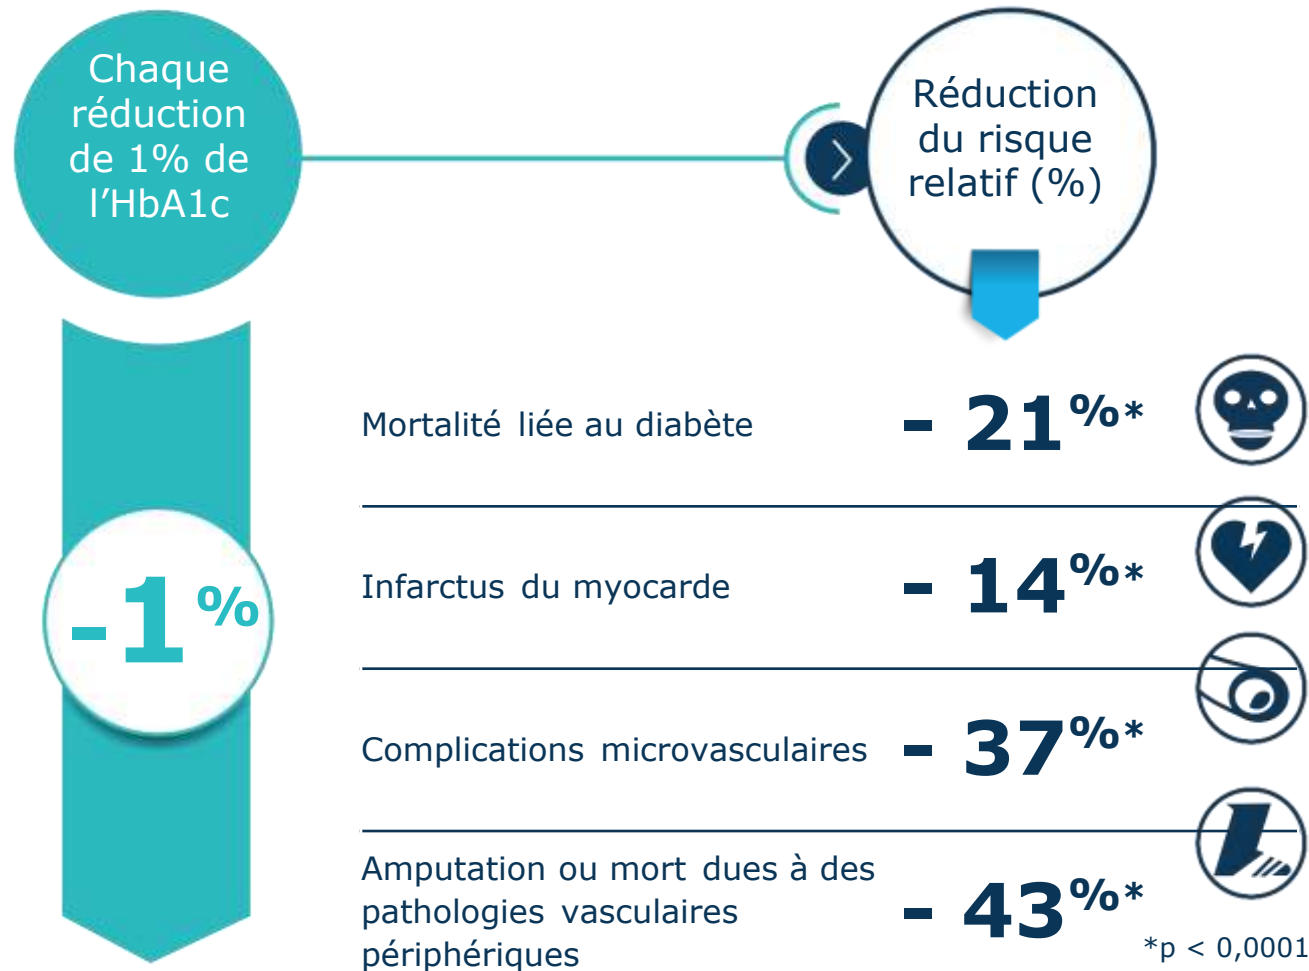 Chaque
réduction
de 1% de
l’HbA1c
Réduction
du risque
relatif (%)
-1%
Mortalité liée au diabète - 21%*
Infarctus du myocarde - 14%*
Complications microvasculaires - 37%*
Amputation ou mort dues à des
pathologies vasculaires - 43%*
périphériques
*p < 0,0001